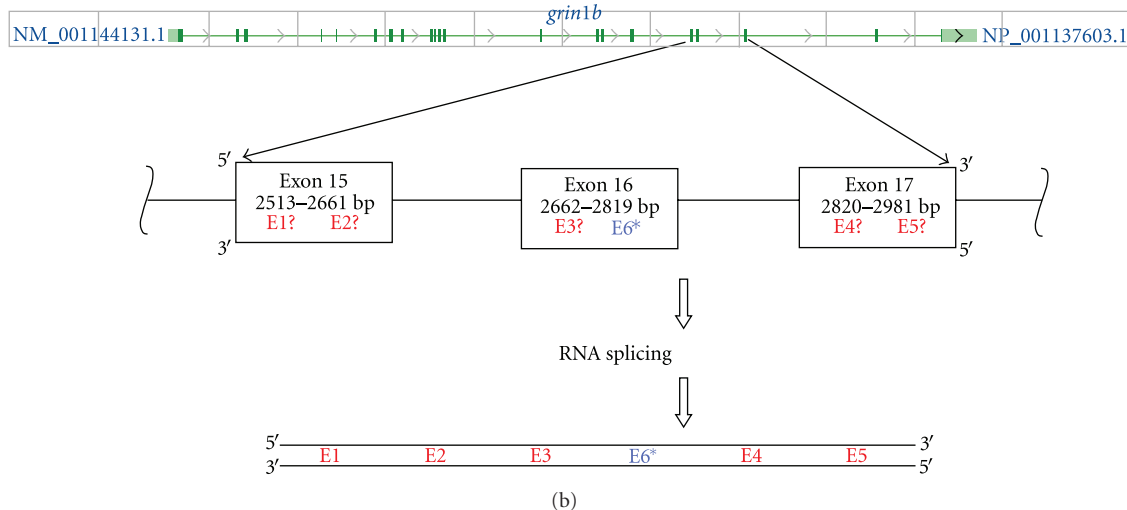 grin1b
NM_001144131.1 NP_001137603.1
5′ 3′
Exon 15 Exon 16 Exon 17
2513–2661 bp 2662–2819 bp 2820–2981 bp
E1? E2? E3? E6* E4? E5?
3′ 5′
RNA splicing
5′ 3′
E1 E2 E3 E6* E4 E5
3′ 5′
(b)